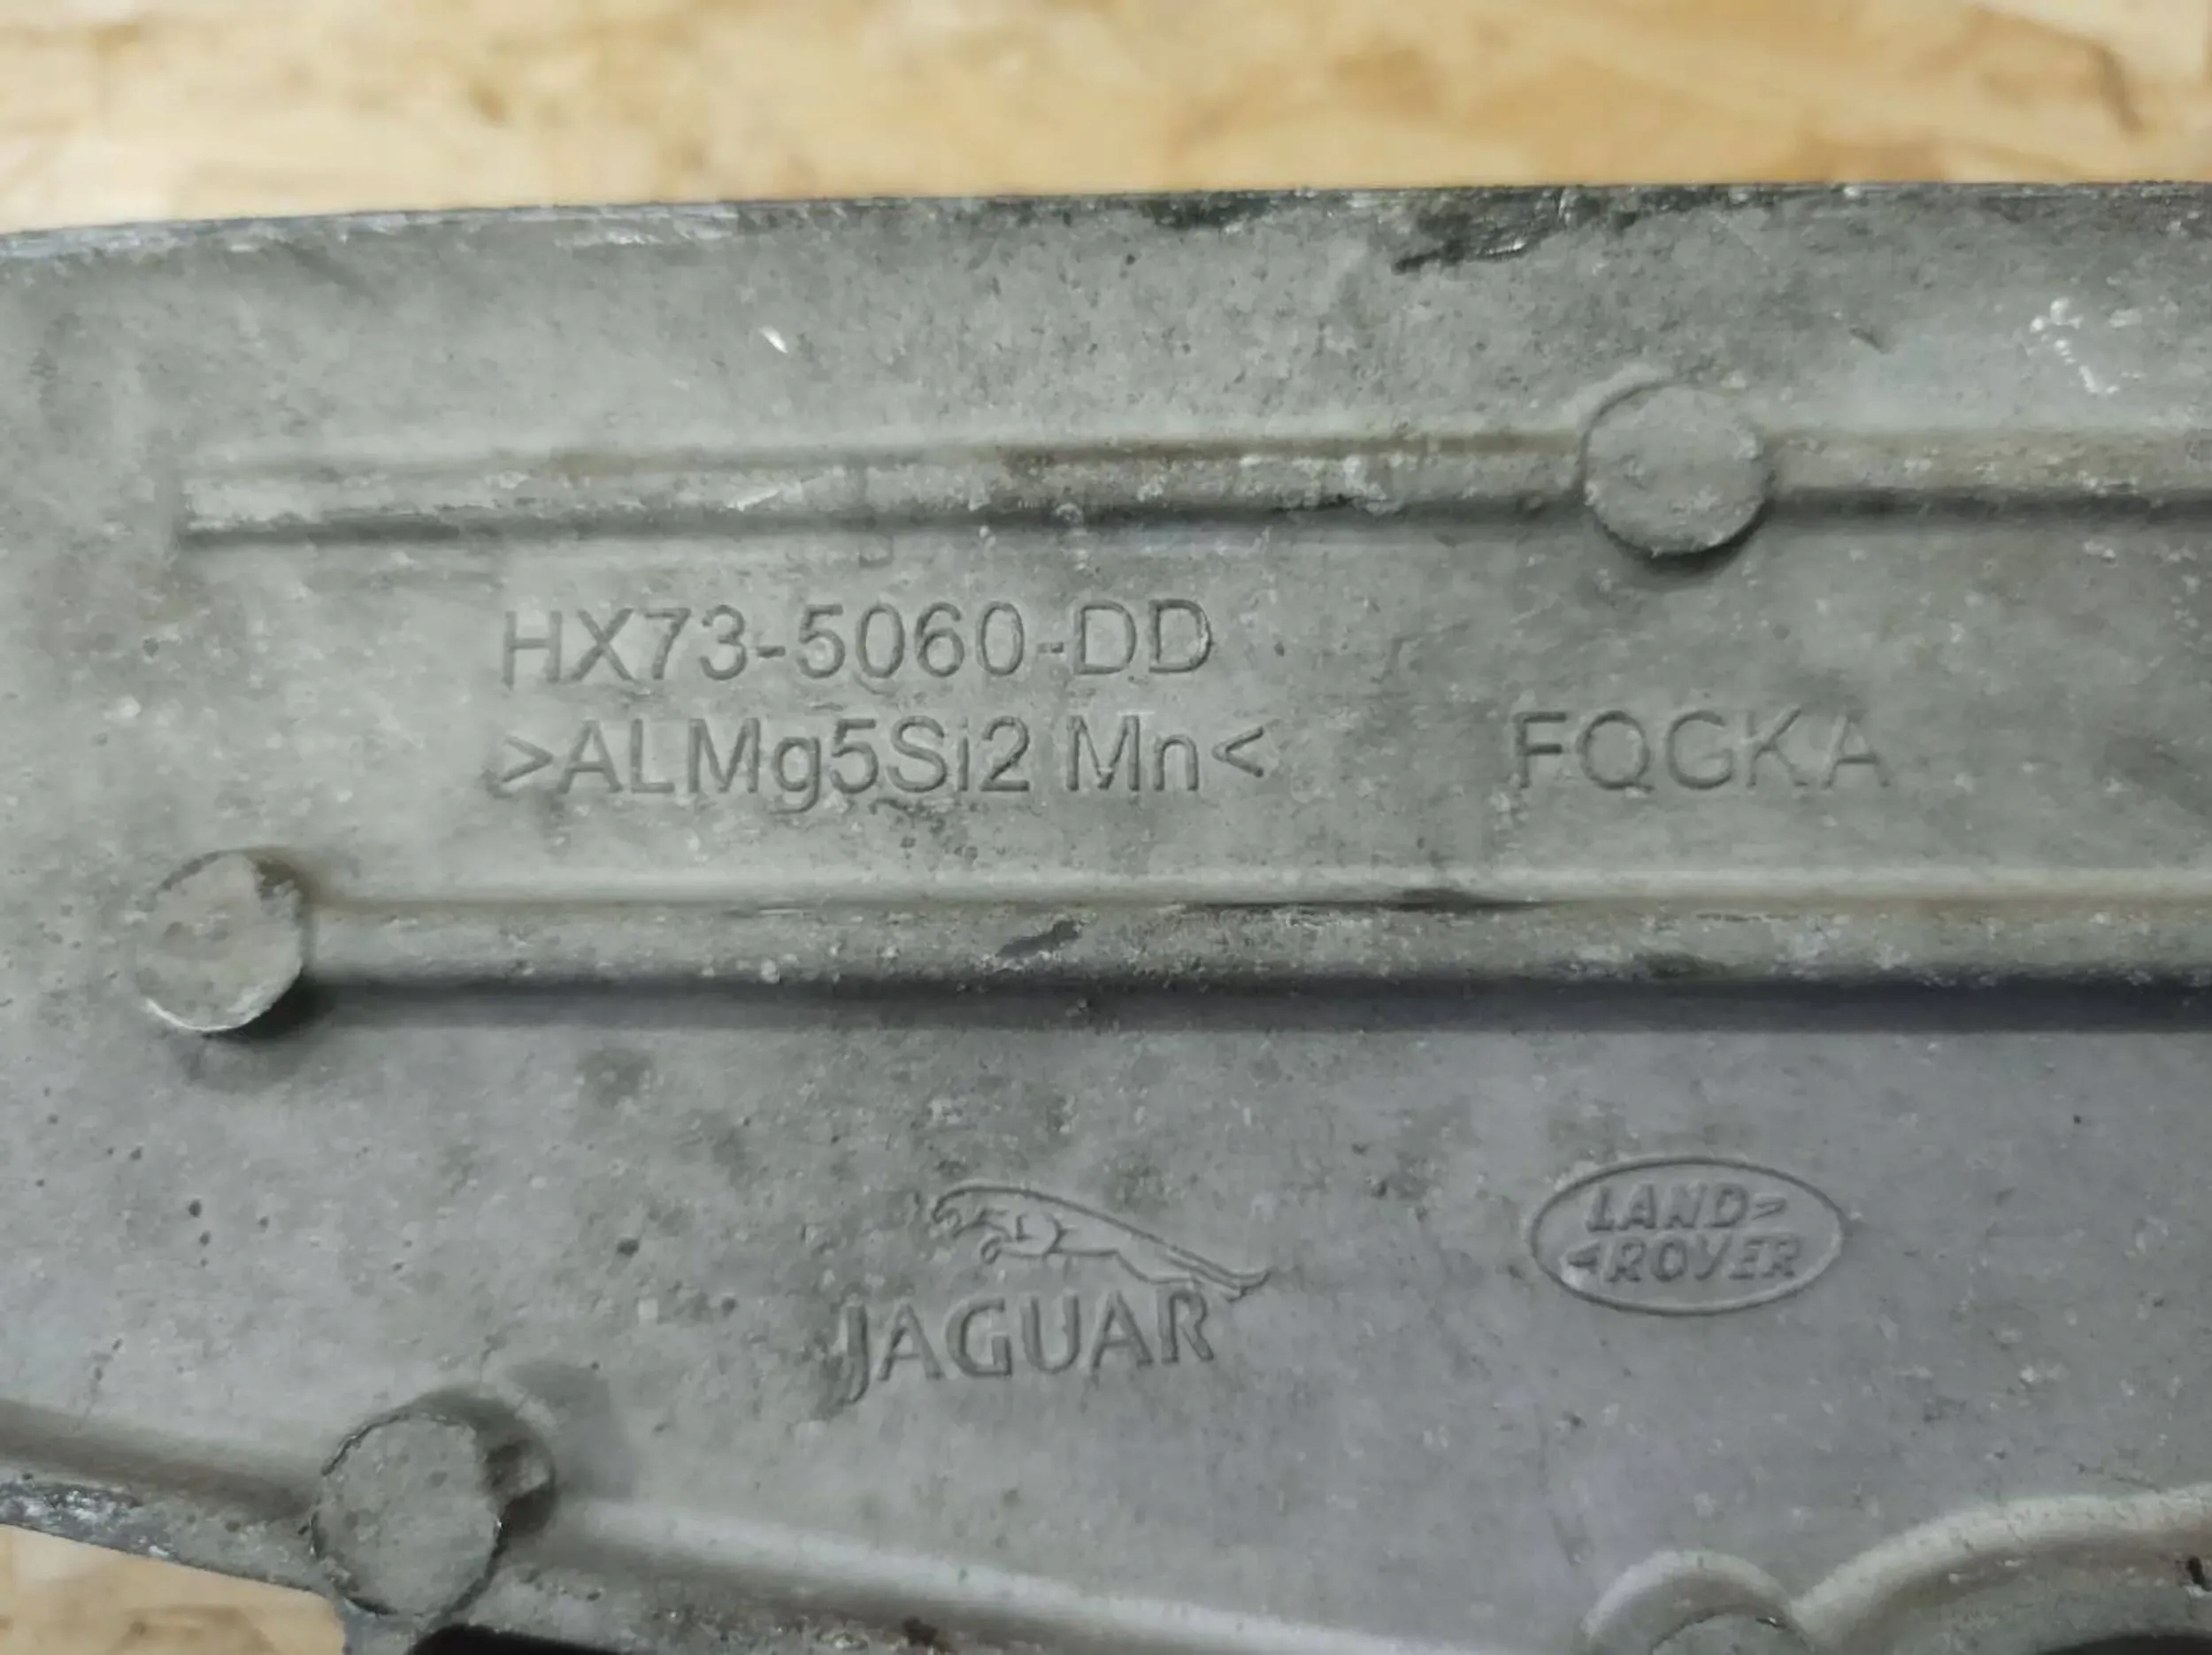 HX73-5060-DD
>ALMg5Si2 Mn<
FQGKA
JAGUAR
LAND
ROVER